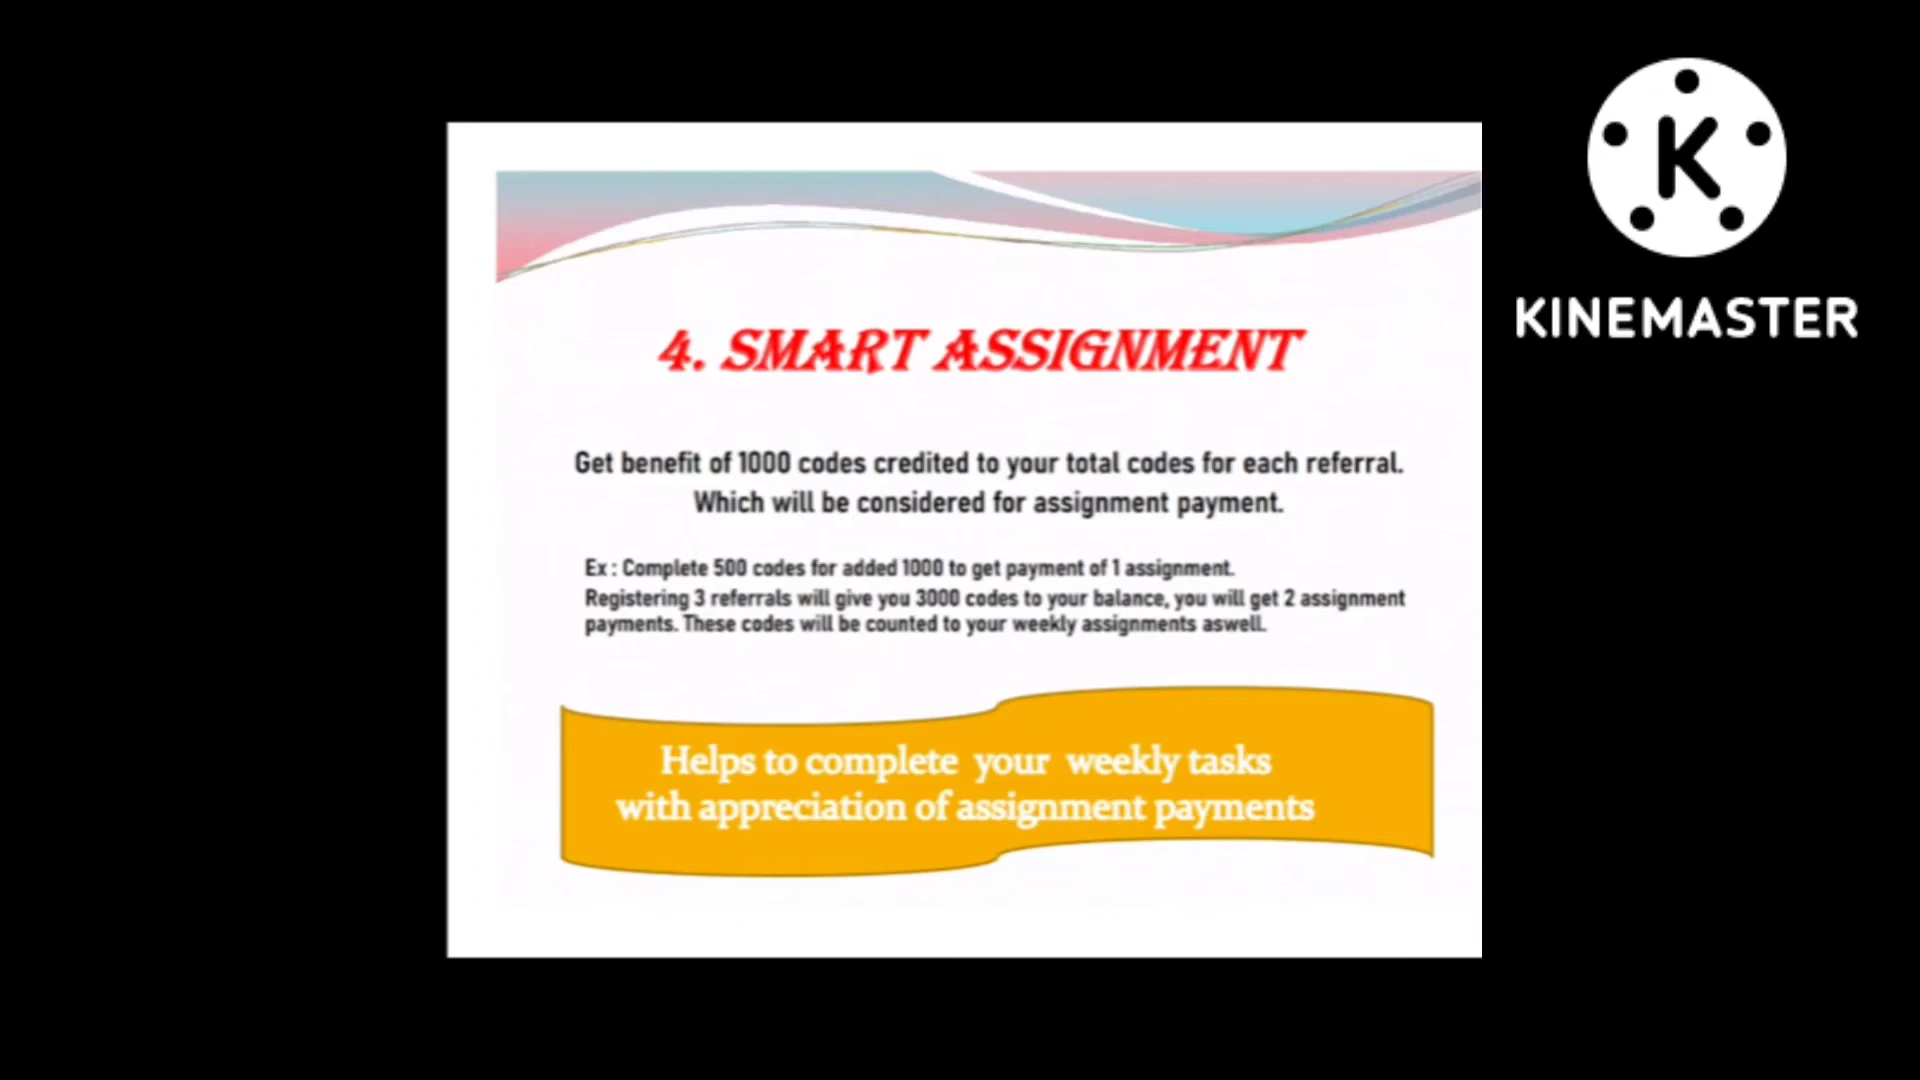 4. SMART ASSIGNMENT
Get benefit of 1000 codes credited to your total codes for each referral.
Which will be considered for assignment payment.
Ex : Complete 500 codes for added 1000 to get payment of 1 assignment.
Registering 3 referrals will give you 3000 codes to your balance, you will get 2 assignment
payments. These codes will be counted to your weekly assignments aswell.
Helps to complete your weekly tasks
with appreciation of assignment payments
K
KINEMASTER